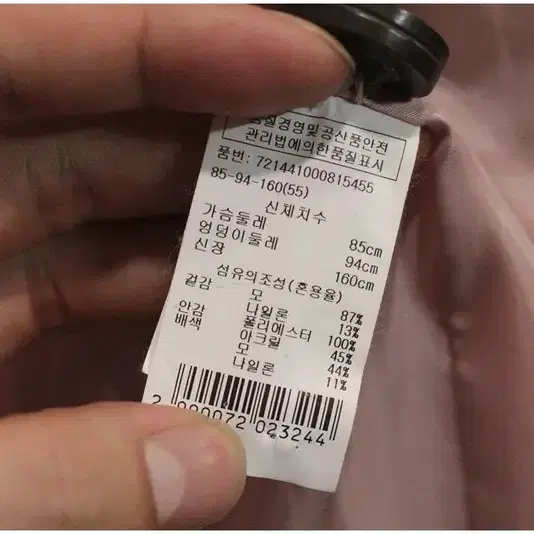 품질경영및공산품안전
관리법에의한품질표시
품번: 721441000815455
85-94-160(55)
신체치수
가슴둘레 85cm
엉덩이둘레 94cm
신장 160cm
섬유의조성(혼용율)
겉감 모 87%
나일론 13%
안감 폴리에스터 100%
배색 아크릴 45%
모 44%
나일론 11%
023244